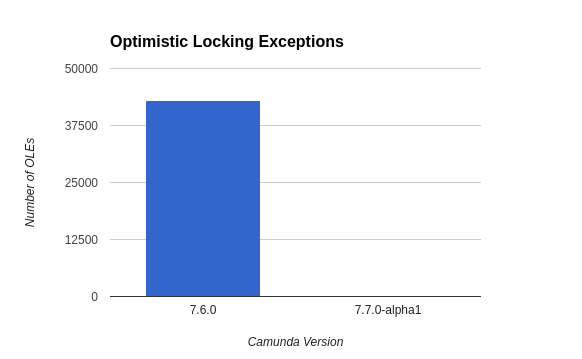 Optimistic Locking Exceptions
50000
37500
25000
12500
0
Number of OLEs
7.6.0
7.7.0-alpha1
Camunda Version